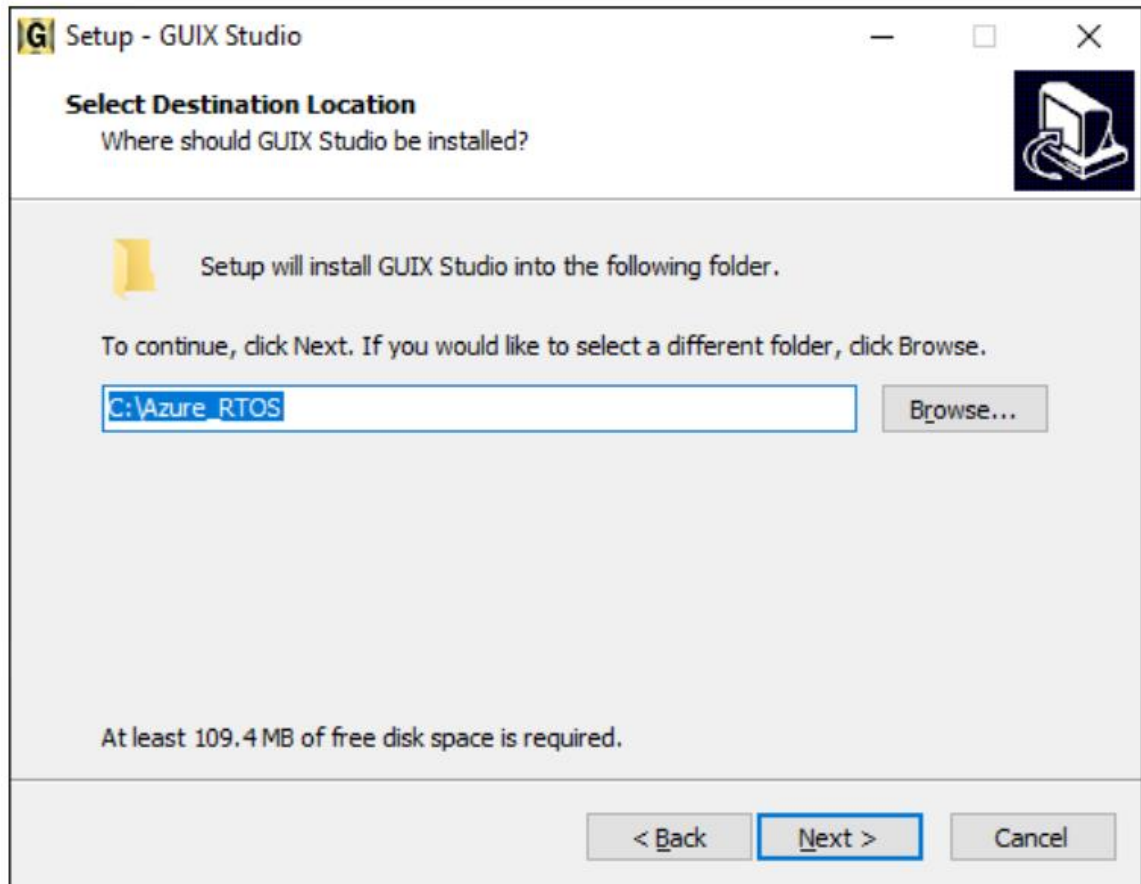 G Setup - GUIX Studio
Select Destination Location
Where should GUIX Studio be installed?
Setup will install GUIX Studio into the following folder.
To continue, click Next. If you would like to select a different folder, click Browse.
C:\Azure_RTOS Browse...
At least 109.4 MB of free disk space is required.
< Back Next > Cancel